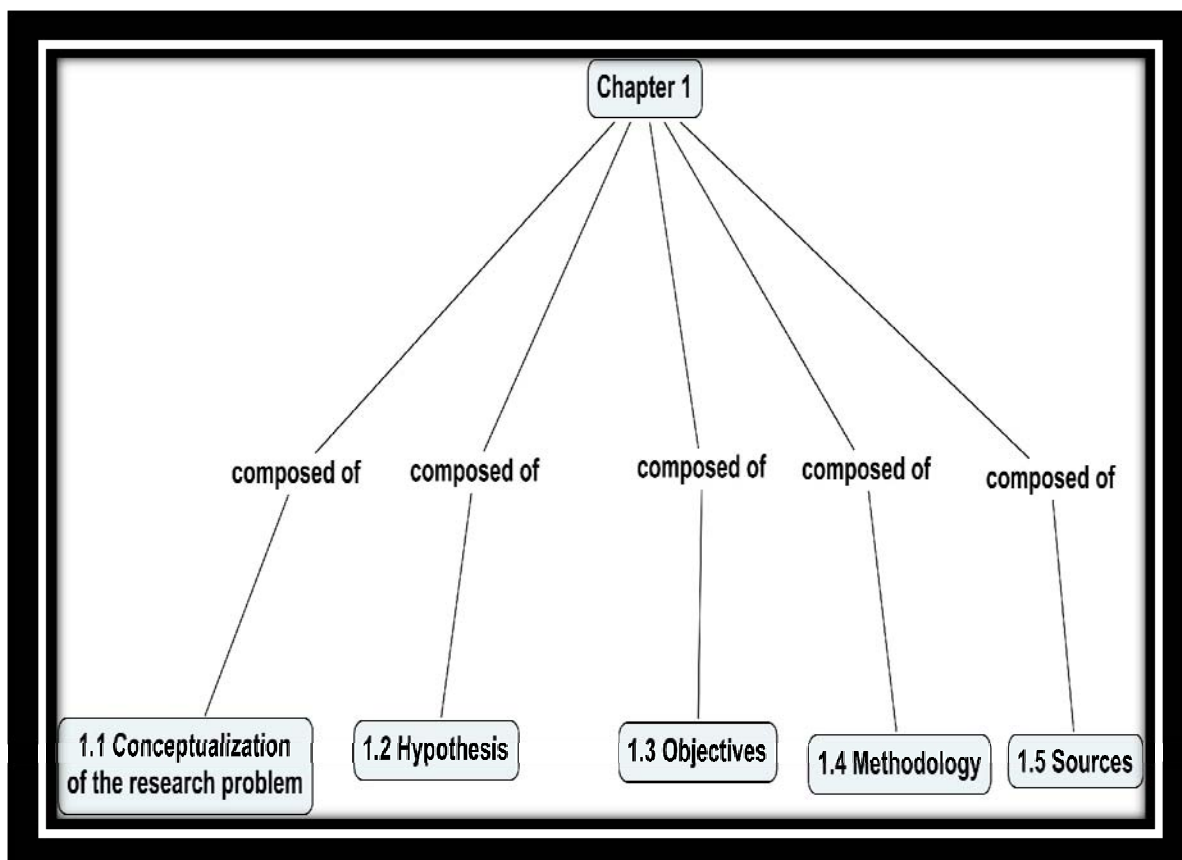 Chapter 1
composed of
composed of
composed of
composed of
composed of
1.1 Conceptualization
of the research problem
1.2 Hypothesis
1.3 Objectives
1.4 Methodology
1.5 Sources